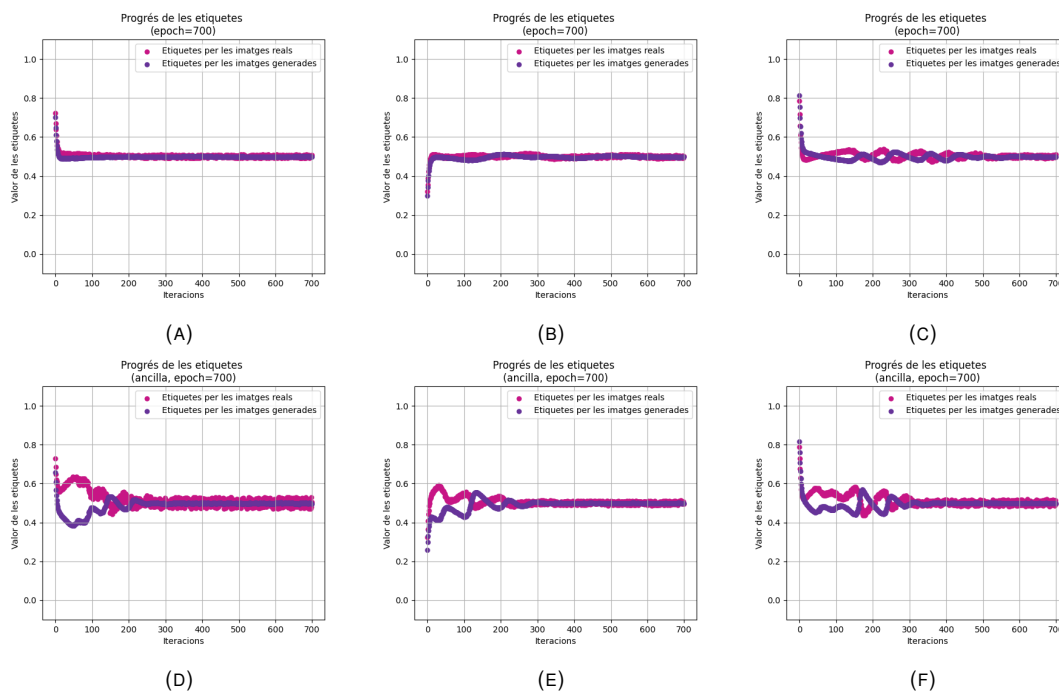 Progrés de les etiquetes
(epoch=700)
Etiquetes per les imatges reals
Etiquetes per les imatges generades
Valor de les etiquetes
1.0
0.8
0.6
0.4
0.2
0.0
0 100 200 300 400 500 600 700
Iteracions
(A)
Progrés de les etiquetes
(epoch=700)
Etiquetes per les imatges reals
Etiquetes per les imatges generades
Valor de les etiquetes
1.0
0.8
0.6
0.4
0.2
0.0
0 100 200 300 400 500 600 700
Iteracions
(B)
Progrés de les etiquetes
(epoch=700)
Etiquetes per les imatges reals
Etiquetes per les imatges generades
Valor de les etiquetes
1.0
0.8
0.6
0.4
0.2
0.0
0 100 200 300 400 500 600 700
Iteracions
(C)
Progrés de les etiquetes
(ancilla, epoch=700)
Etiquetes per les imatges reals
Etiquetes per les imatges generades
Valor de les etiquetes
1.0
0.8
0.6
0.4
0.2
0.0
0 100 200 300 400 500 600 700
Iteracions
(D)
Progrés de les etiquetes
(ancilla, epoch=700)
Etiquetes per les imatges reals
Etiquetes per les imatges generades
Valor de les etiquetes
1.0
0.8
0.6
0.4
0.2
0.0
0 100 200 300 400 500 600 700
Iteracions
(E)
Progrés de les etiquetes
(ancilla, epoch=700)
Etiquetes per les imatges reals
Etiquetes per les imatges generades
Valor de les etiquetes
1.0
0.8
0.6
0.4
0.2
0.0
0 100 200 300 400 500 600 700
Iteracions
(F)